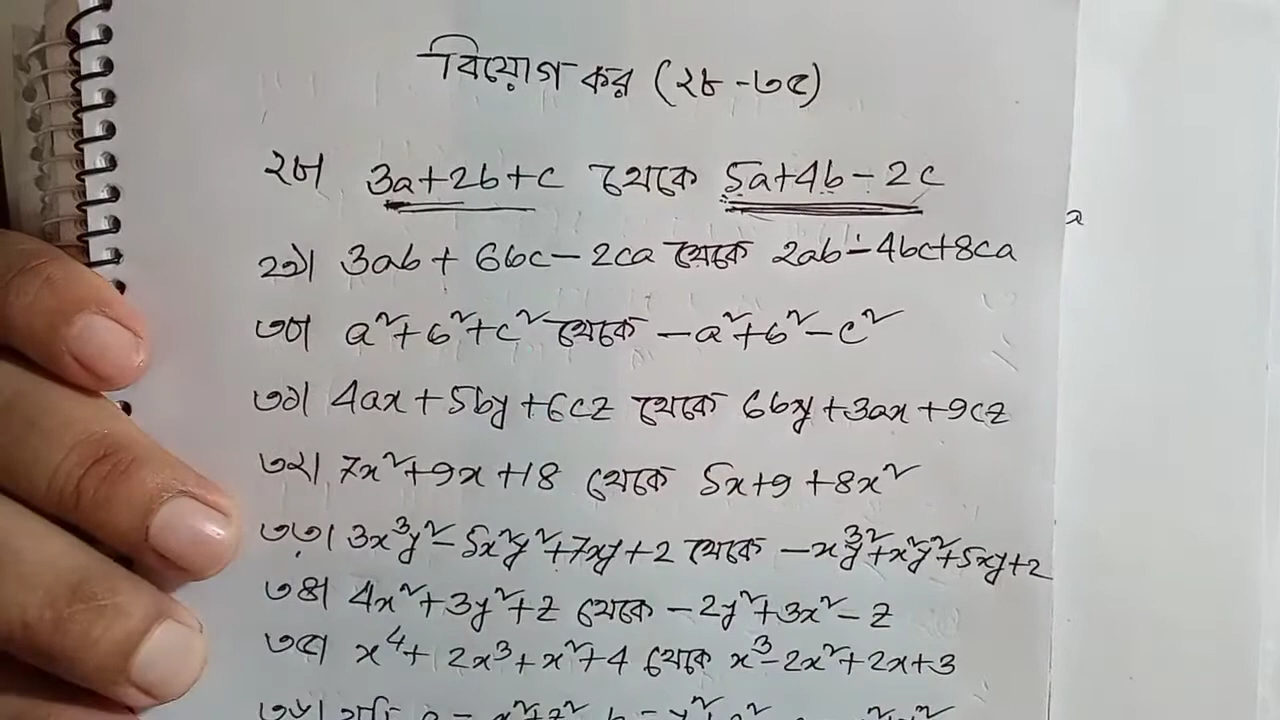 বিয়োগ কর (২৮-৩৫)
২৮। 3a+2b+c থেকে 5a+4b-2c
২৯। 3ab+6bc-2ca থেকে 2ab-4bc+8ca
৩০। a²+b²+c² থেকে -a²+b²-c²
৩১। 4ax+5by+6cz থেকে 6by+3ax+9cz
৩২। 7x²+9x+18 থেকে 5x+9+8x²
৩৩। 3x³y²-5x²y²+7xy+2 থেকে -x³y²+x²y²+5xy+2
৩৪। 4x²+3y²+z থেকে -2y²+3x²-z
৩৫। x⁴+2x³+x²+4 থেকে x³-2x²+2x+3